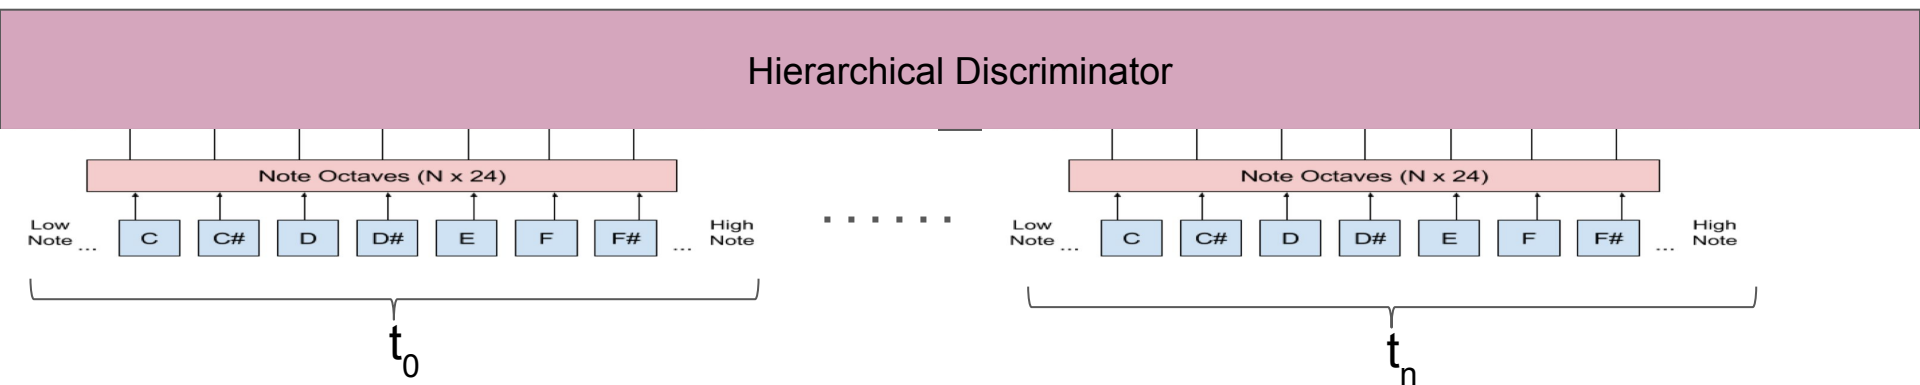 Hierarchical Discriminator
Note Octaves (N x 24)
Low
Note ... C C# D D# E F F# ... High
Note
t0
......
Note Octaves (N x 24)
Low
Note ... C C# D D# E F F# ... High
Note
tn